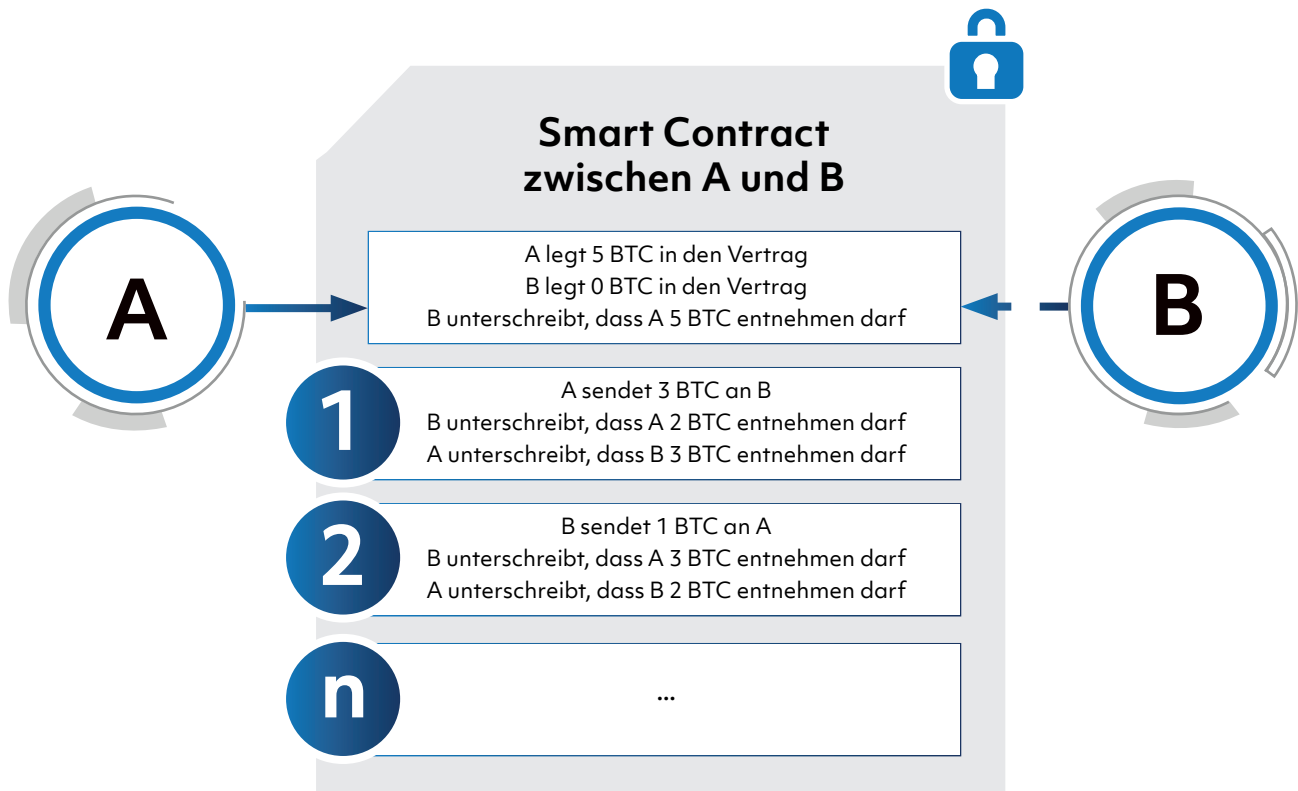 Smart Contract
zwischen A und B
A
B
A legt 5 BTC in den Vertrag
B legt 0 BTC in den Vertrag
B unterschreibt, dass A 5 BTC entnehmen darf
1
A sendet 3 BTC an B
B unterschreibt, dass A 2 BTC entnehmen darf
A unterschreibt, dass B 3 BTC entnehmen darf
2
B sendet 1 BTC an A
B unterschreibt, dass A 3 BTC entnehmen darf
A unterschreibt, dass B 2 BTC entnehmen darf
n
...